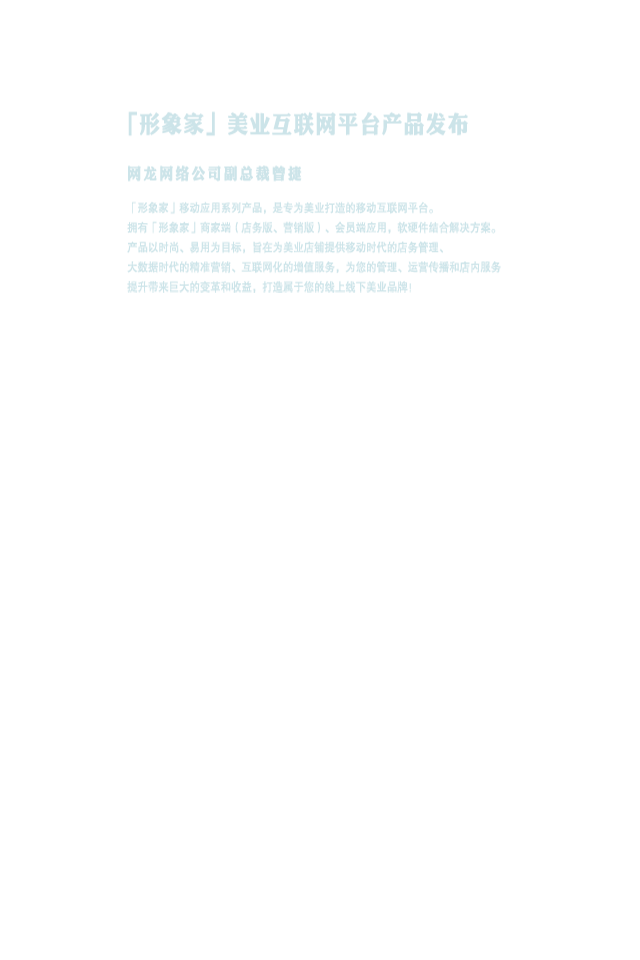 「形象家」美业互联网平台产品发布
网龙网络公司副总裁曾捷
「形象家」移动应用系列产品，是专为美业打造的移动互联网平台。
拥有「形象家」商家端（店务版、营销版）、会员端应用，软硬件结合解决方案。
产品以时尚、易用为目标，旨在为美业店铺提供移动时代的店务管理、
大数据时代的精准营销、互联网化的增值服务，为您的管理、运营传播和店内服务
提升带来巨大的变革和收益，打造属于您的线上线下美业品牌！